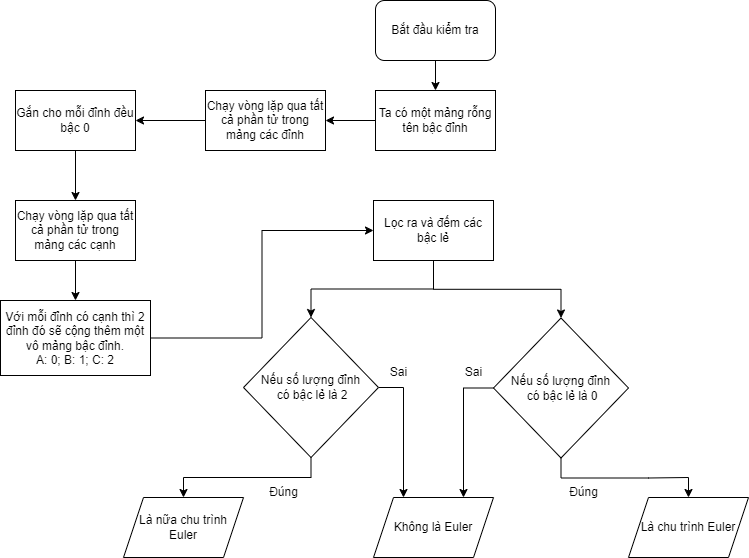 Bắt đầu kiểm tra
Ta có một mảng rỗng
tên bậc đỉnh
Chạy vòng lặp qua tất
cả phần tử trong
mảng các đỉnh
Gắn cho mỗi đỉnh đều
bậc 0
Chạy vòng lặp qua tất
cả phần tử trong
mảng các cạnh
Với mỗi đỉnh có cạnh thì 2
đỉnh đó sẽ cộng thêm một
vô mảng bậc đỉnh.
A: 0; B: 1; C: 2
Lọc ra và đếm các
bậc lẻ
Nếu số lượng đỉnh
có bậc lẻ là 2
Sai
Sai
Nếu số lượng đỉnh
có bậc lẻ là 0
Đúng
Đúng
Là nữa chu trình
Euler
Không là Euler
Là chu trình Euler